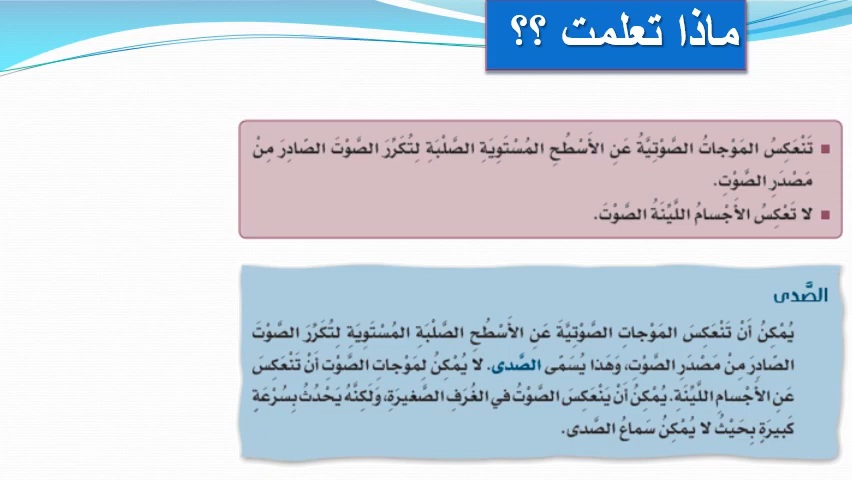 ماذا تعلمت ؟؟
▪ تَنْعَكِسُ المَوْجاتُ الصَّوْتِيَّةُ عَنِ الأَسْطُحِ المُسْتَوِيَةِ الصَّلْبَةِ لِتُكَرِّرَ الصَّوْتَ الصّادِرَ مِنْ
مَصْدَرِ الصَّوْتِ.
▪ لا تَعْكِسُ الأَجْسامُ اللَّيِّنَةُ الصَّوْتَ.
الصَّدى
يُمْكِنُ أَنْ تَنْعَكِسَ المَوْجاتِ الصَّوْتِيَّةَ عَنِ الأَسْطُحِ الصَّلْبَةِ المُسْتَوِيَةِ لِتُكَرِّرَ الصَّوْتَ
الصّادِرَ مِنْ مَصْدَرِ الصَّوْتِ، وَهَذا يُسَمّى الصَّدى. لا يُمْكِنُ لِمَوْجاتِ الصَّوْتِ أَنْ تَنْعَكِسَ
عَنِ الأَجْسامِ اللَّيِّنَةِ. يُمْكِنُ أَنْ يَنْعَكِسَ الصَّوْتُ في الغُرَفِ الصَّغيرَةِ، وَلَكِنَّهُ يَحْدُثُ بِسُرْعَةٍ
كَبيرَةٍ بِحَيْثُ لا يُمْكِنُ سَماعُ الصَّدى.